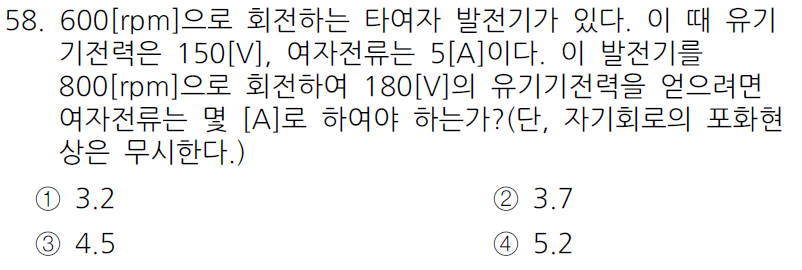 58. 600[rpm]으로 회전하는 타여자 발전기가 있다. 이 때 유기
기전력은 150[V], 여자전류는 5[A]이다. 이 발전기를
800[rpm]으로 회전하여 180[V]의 유기기전력을 얻으려면
여자전류는 몇 [A]로 하여야 하는가?(단, 자기회로의 포화현
상은 무시한다.)
① 3.2 ② 3.7
③ 4.5 ④ 5.2